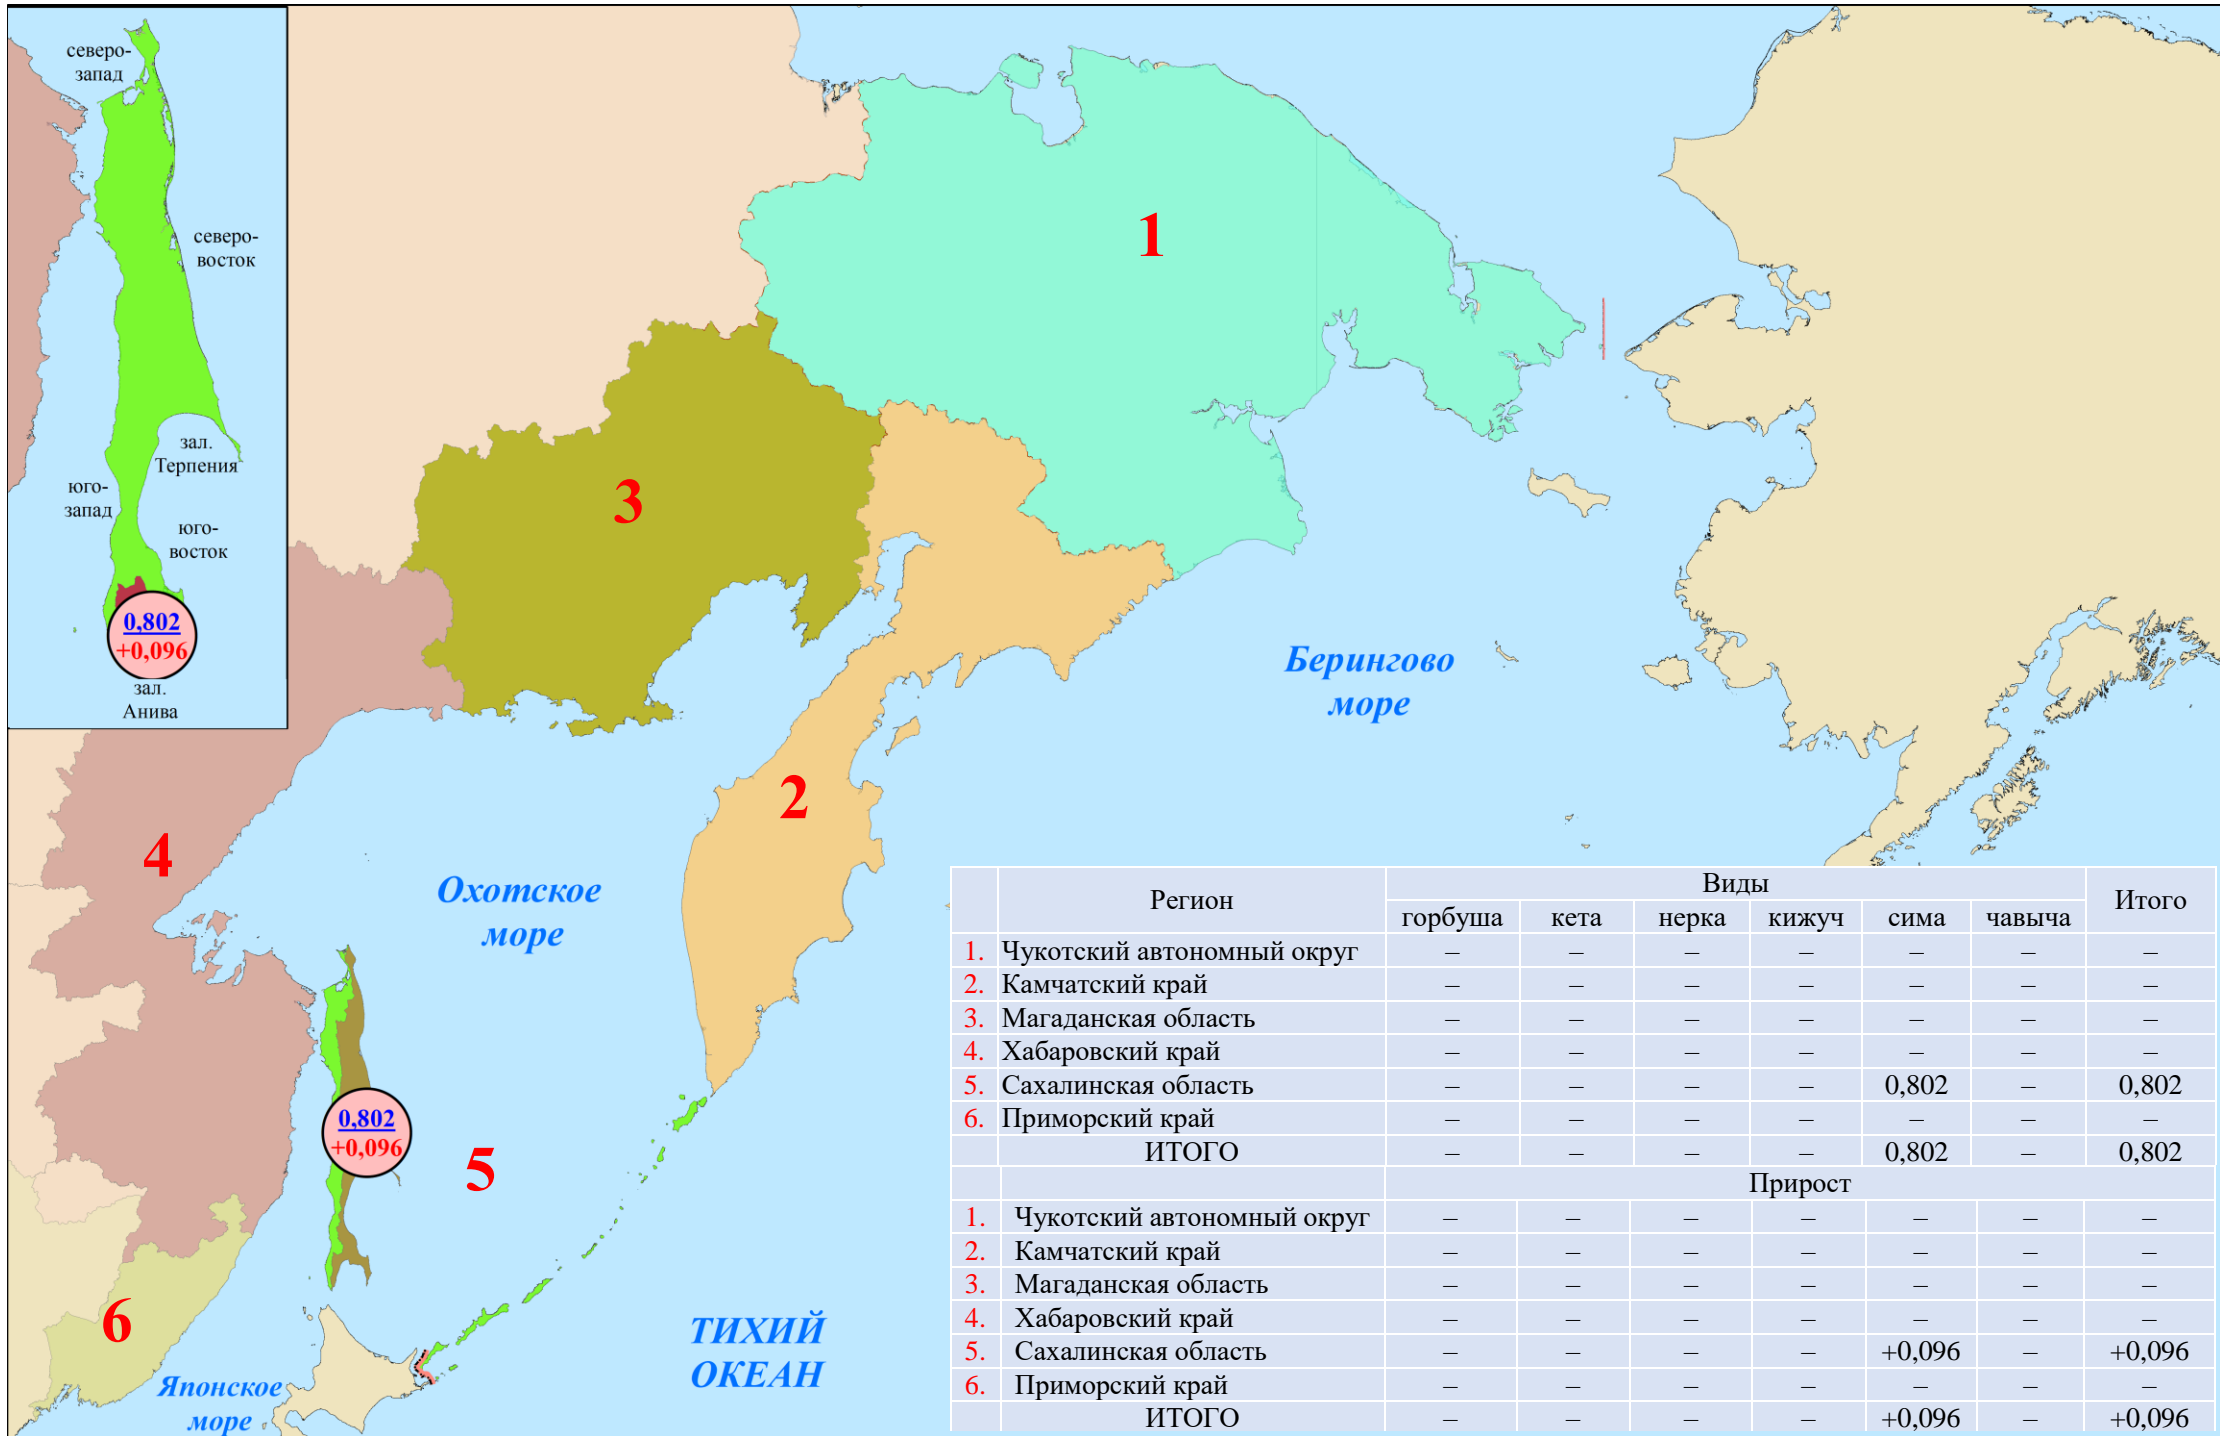 северо-
запад
северо-
восток
зал.
Терпения
юго-
запад
юго-
восток
0,802
+0,096
зал.
Анива
1
3
2
4
5
6
Берингово
море
Охотское
море
0,802
+0,096
ТИХИЙ
ОКЕАН
Японское
море
Регион Виды Итого
горбуша кета нерка кижуч сима чавыча
1. Чукотский автономный округ – – – – – – –
2. Камчатский край – – – – – – –
3. Магаданская область – – – – – – –
4. Хабаровский край – – – – – – –
5. Сахалинская область – – – – 0,802 – 0,802
6. Приморский край – – – – – – –
ИТОГО – – – – 0,802 – 0,802
Прирост
1. Чукотский автономный округ – – – – – – –
2. Камчатский край – – – – – – –
3. Магаданская область – – – – – – –
4. Хабаровский край – – – – – – –
5. Сахалинская область – – – – +0,096 – +0,096
6. Приморский край – – – – – – –
ИТОГО – – – – +0,096 – +0,096